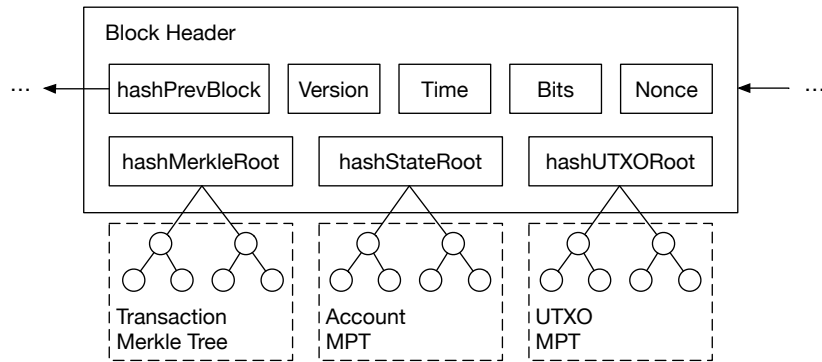 Block Header
... hashPrevBlock Version Time Bits Nonce ...
hashMerkleRoot hashStateRoot hashUTXORoot
Transaction Account UTXO
Merkle Tree MPT MPT